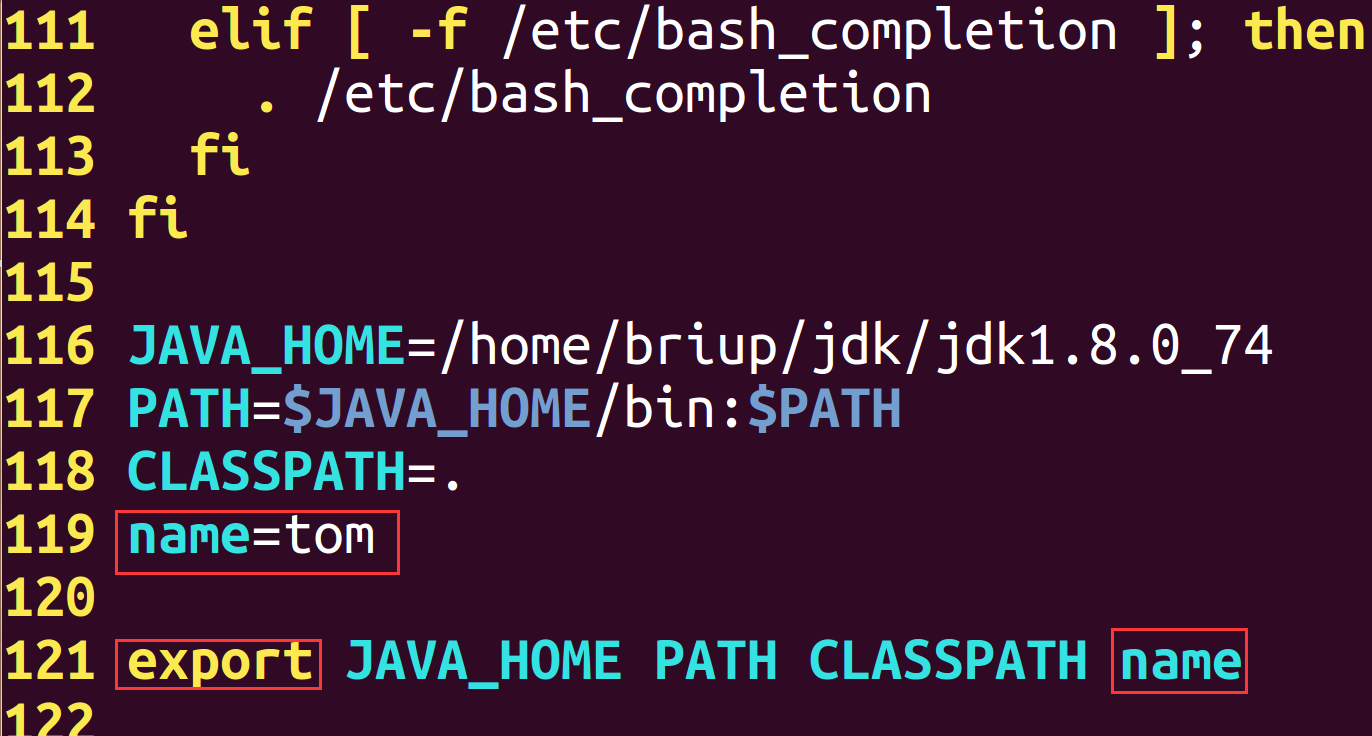 111   elif [ -f /etc/bash_completion ]; then
112     . /etc/bash_completion
113   fi
114 fi
115
116 JAVA_HOME=/home/briup/jdk/jdk1.8.0_74
117 PATH=$JAVA_HOME/bin:$PATH
118 CLASSPATH=.
119 name=tom
120
121 export JAVA_HOME PATH CLASSPATH name
122